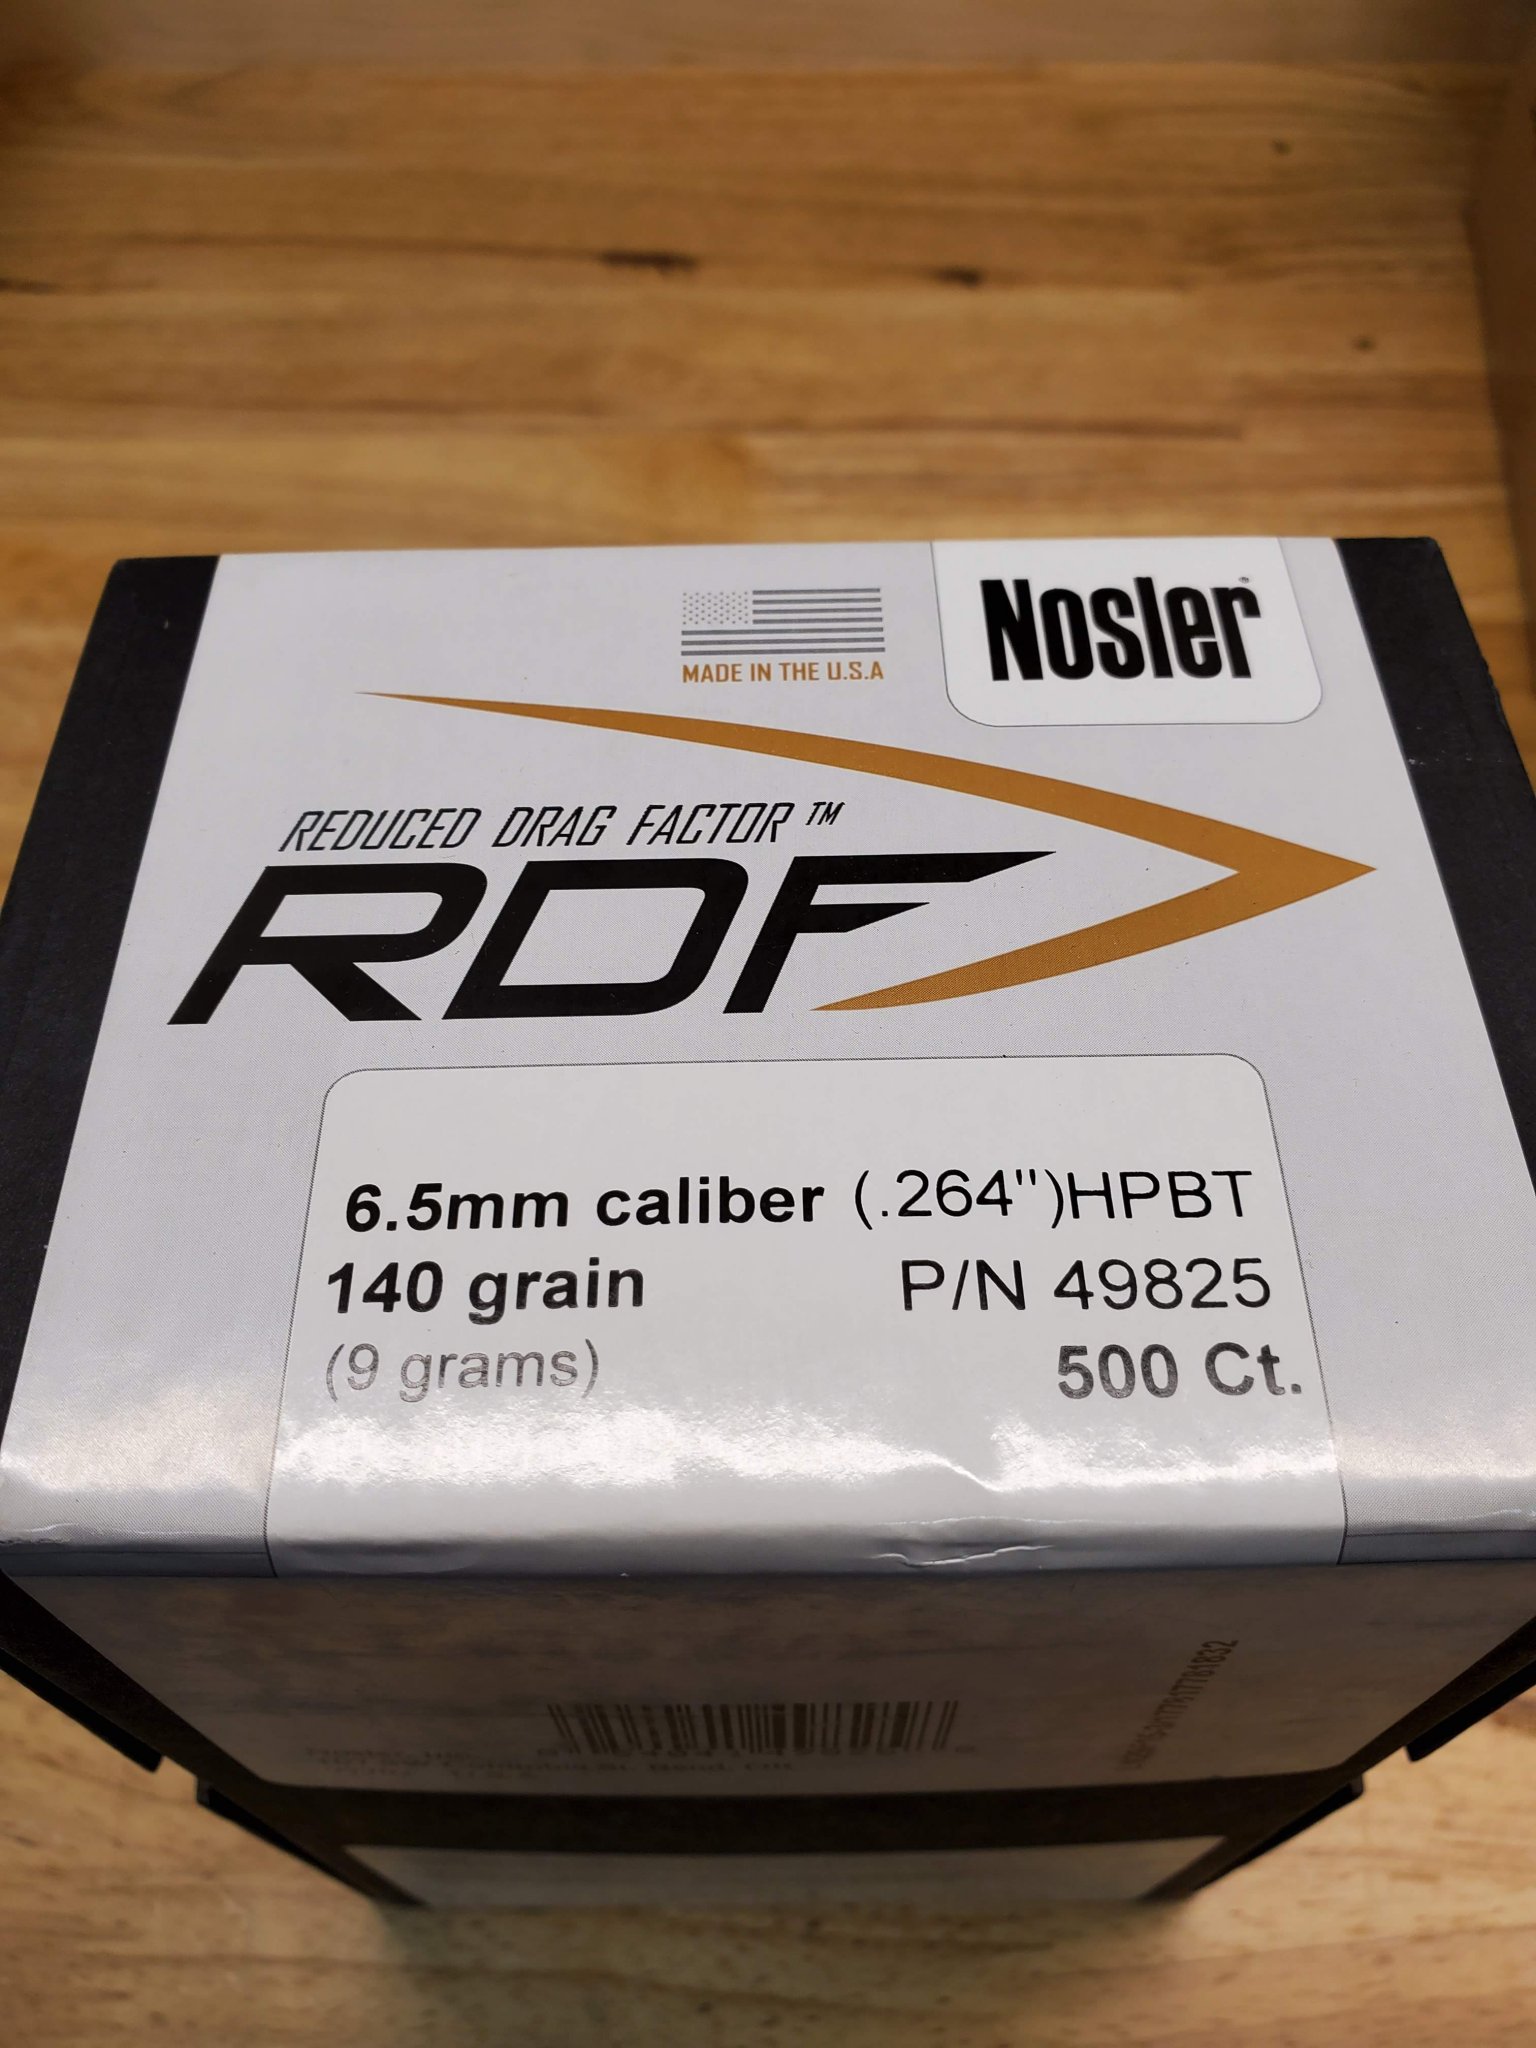 Nosler®
MADE IN THE U.S.A
REDUCED DRAG FACTOR™
RDF
6.5mm caliber (.264")HPBT
140 grain P/N 49825
(9 grams) 500 Ct.